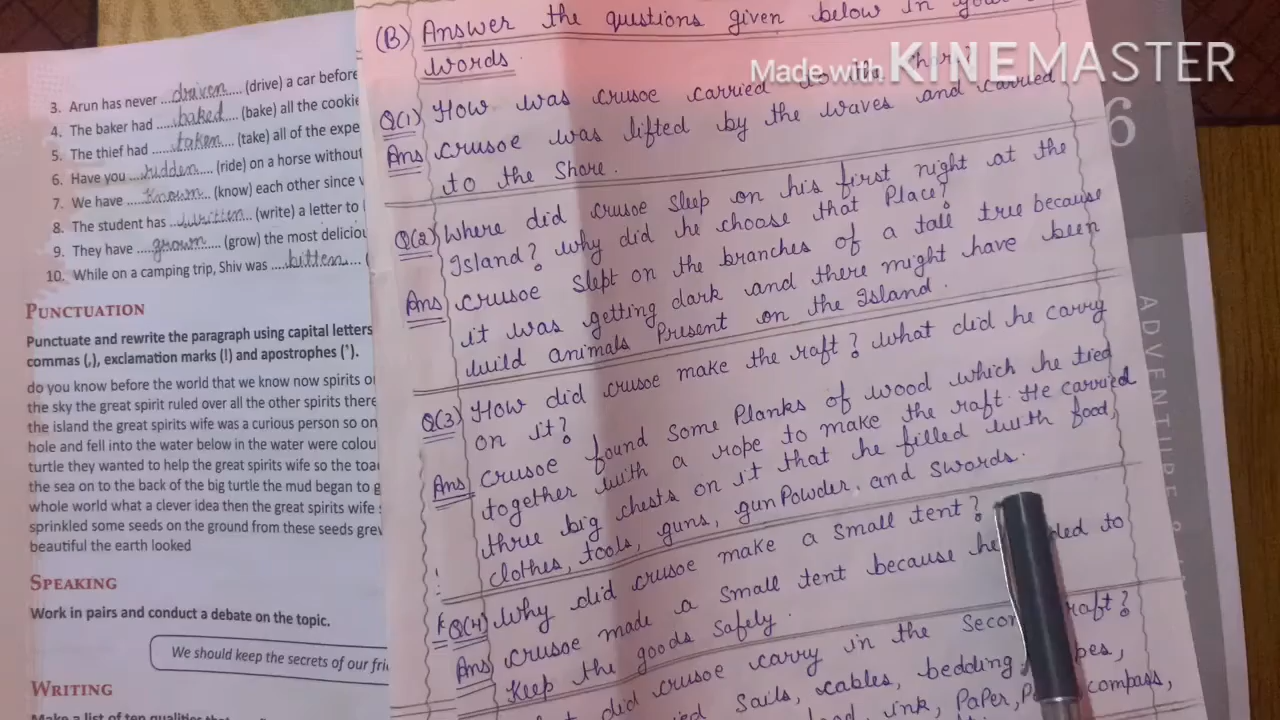 3. Arun has never ....driven.... (drive) a car before
4. The baker had .....baked.... (bake) all the cookie
5. The thief had .....taken.... (take) all of the expe
6. Have you ....ridden.... (ride) on a horse without
7. We have ....known.... (know) each other since
8. The student has ..written.... (write) a letter to
9. They have ....grown.... (grow) the most delicio
10. While on a camping trip, Shiv was ....bitten.... (
PUNCTUATION
Punctuate and rewrite the paragraph using capital letters
commas (,), exclamation marks (!) and apostrophes (').
do you know before the world that we know now spirits
the sky the great spirit ruled over all the other spirits there
the island the great spirits wife was a curious person so on
hole and fell into the water below in the water were colou
turtle they wanted to help the great spirits wife so the toa
the sea on to the back of the big turtle the mud began to g
whole world what a clever idea then the great spirits wife
sprinkled some seeds on the ground from these seeds grev
beautiful the earth looked
SPEAKING
Work in pairs and conduct a debate on the topic.
We should keep the secrets of our frie
WRITING
Make a list of ten qualities that
(B) Answer the questions given below in
words.
Q(1) How was crusoe carried to the
Ans crusoe was lifted by the waves and carried
to the Shore.
Q(2) Where did crusoe sleep on his first night at the
Island? Why did he choose that Place?
Ans crusoe slept on the branches of a tall tree because
it was getting dark and there might have been
wild animals Present on the Island.
Q(3) How did crusoe make the raft? What did he carry
on it?
Ans crusoe found some Planks of wood which he tied
together with a rope to make the raft. He carried
three big chests on it that he filled with food,
clothes, tools, guns, gunPowder, and swords.
Q(4) Why did crusoe make a small tent?
Ans crusoe made a small tent because he to
Keep the goods safely.
did crusoe carry in the raft?
Sails, cables, bedding,
ink, PaPer, compass,
Made with KINEMASTER
6
ADVENTURE